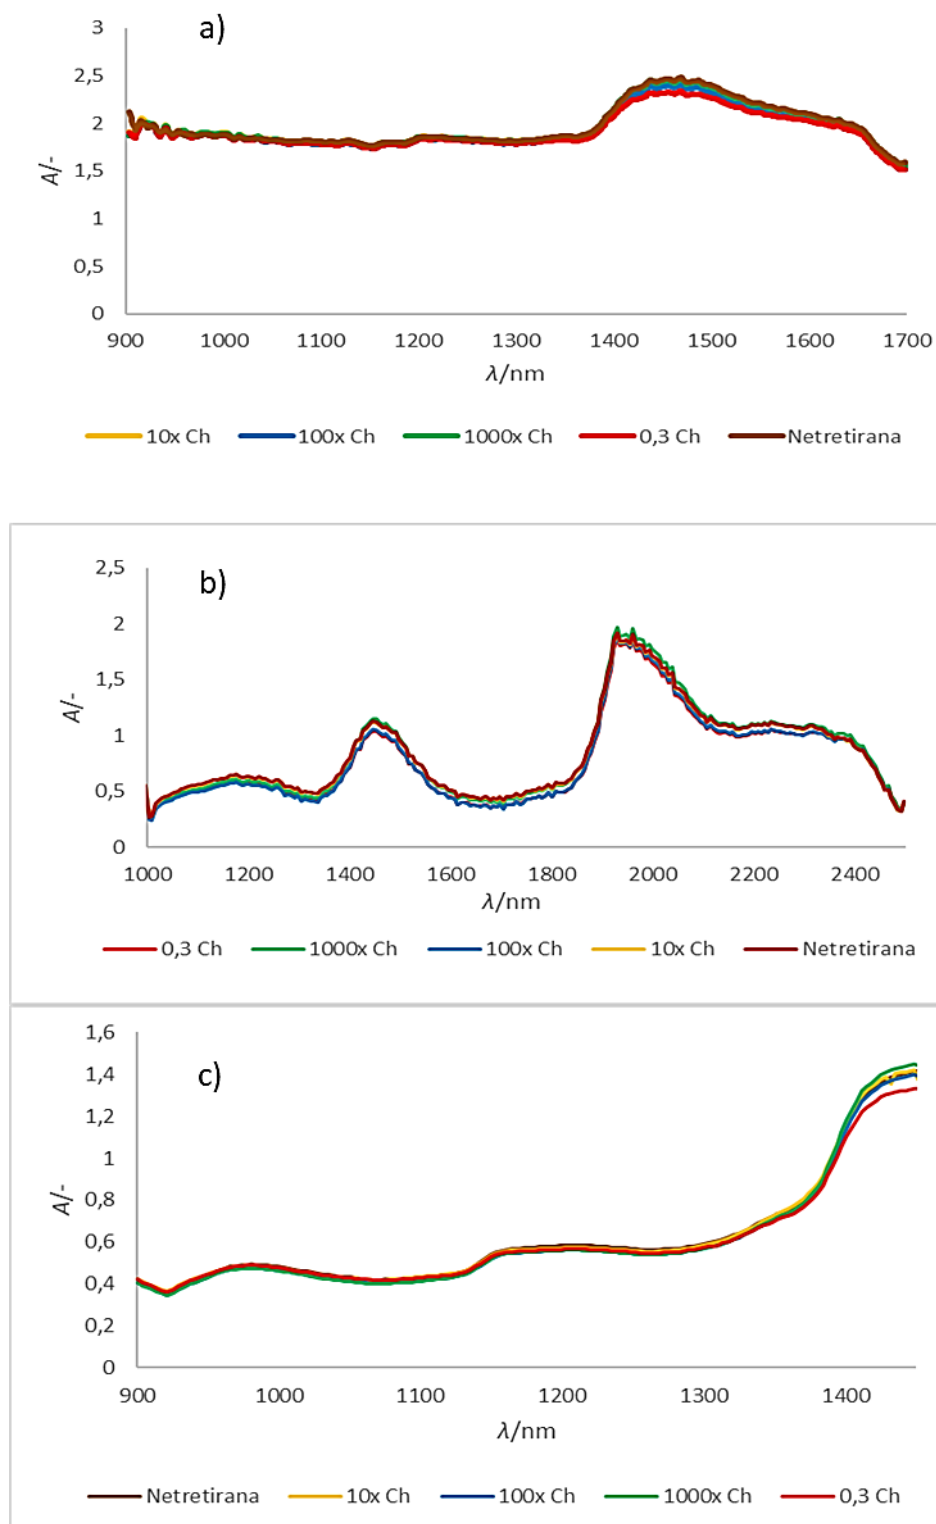 a)
3
2,5
2
1,5
1
0,5
0
A/-
900 1000 1100 1200 1300 1400 1500 1600 1700
λ/nm
10x Ch 100x Ch 1000x Ch 0,3 Ch Netretirana
b)
2,5
2
1,5
1
0,5
0
A/-
1000 1200 1400 1600 1800 2000 2200 2400
λ/nm
0,3 Ch 1000x Ch 100x Ch 10x Ch Netretirana
c)
1,6
1,4
1,2
1
0,8
0,6
0,4
0,2
0
A/-
900 1000 1100 1200 1300 1400
λ/nm
Netretirana 10x Ch 100x Ch 1000x Ch 0,3 Ch